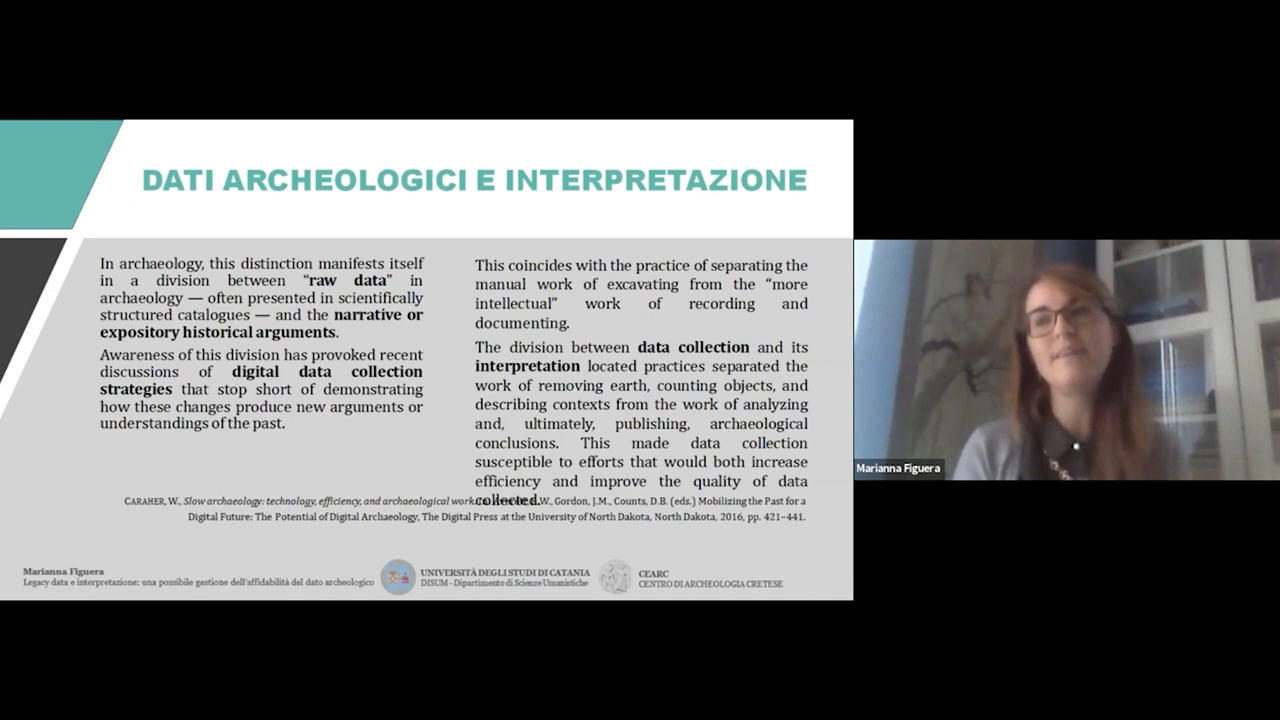 DATI ARCHEOLOGICI E INTERPRETAZIONE
In archaeology, this distinction manifests itself
in a division between “raw data” in
archaeology — often presented in scientifically
structured catalogues — and the narrative or
expository historical arguments.
Awareness of this division has provoked recent
discussions of digital data collection
strategies that stop short of demonstrating
how these changes produce new arguments or
understandings of the past.
This coincides with the practice of separating the
manual work of excavating from the “more
intellectual” work of recording and
documenting.
The division between data collection and its
interpretation located practices separated the
work of removing earth, counting objects, and
describing contexts from the work of analyzing
and, ultimately, publishing, archaeological
conclusions. This made data collection
susceptible to efforts that would both increase
efficiency and improve the quality of data
collected.
CARAHER, W., Slow archaeology: technology, efficiency, and archaeological work. W., Gordon, J.M., Counts, D.B. (eds.) Mobilizing the Past for a
Digital Future: The Potential of Digital Archaeology, The Digital Press at the University of North Dakota, North Dakota, 2016, pp. 421–441.
Marianna Figuera
Legacy data e interpretazione: una possibile gestione dell'affidabilità del dato archeologico
UNIVERSITÀ DEGLI STUDI DI CATANIA
DISUM - Dipartimento di Scienze Umanistiche
CEARC
CENTRO DI ARCHEOLOGIA CRETESE
Marianna Figuera